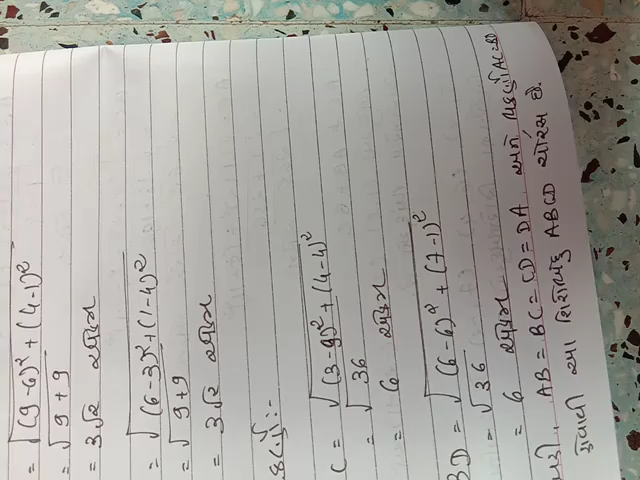 = √(9-6)² + (4-1)²
= √9+9
= 3√2 એકમ
= √(6-3)² + (1-4)²
= √9+9
= 3√2 એકમ
C = √(3-9)² + (4-4)²
= √36
= 6 એકમ
BD = √(6-6)² + (7-1)²
= √36
= 6 એકમ
AB = BC = CD = DA અને AC=BD
હોવાથી આ શિરોબિંદુ ABCD ચોરસ છે.